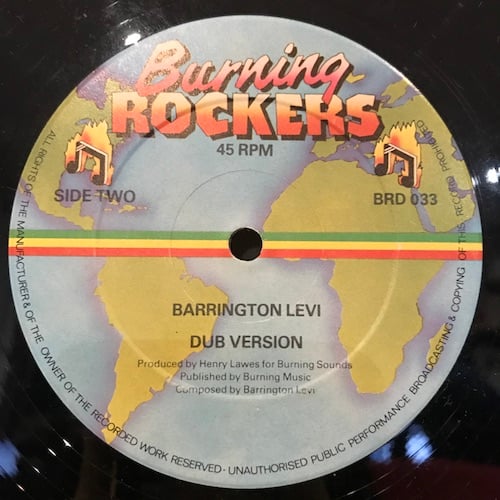 Burning
ROCKERS
45 RPM
SIDE TWO
BRD 033
BARRINGTON LEVI
DUB VERSION
Produced by Henry Lawes for Burning Sounds
Published by Burning Music
Composed by Barrington Levi
ALL RIGHTS OF THE MANUFACTURER & OF THE OWNER OF THE RECORDED WORK RESERVED - UNAUTHORISED PUBLIC PERFORMANCE BROADCASTING & COPYING OF THIS RECORD PROHIBITED